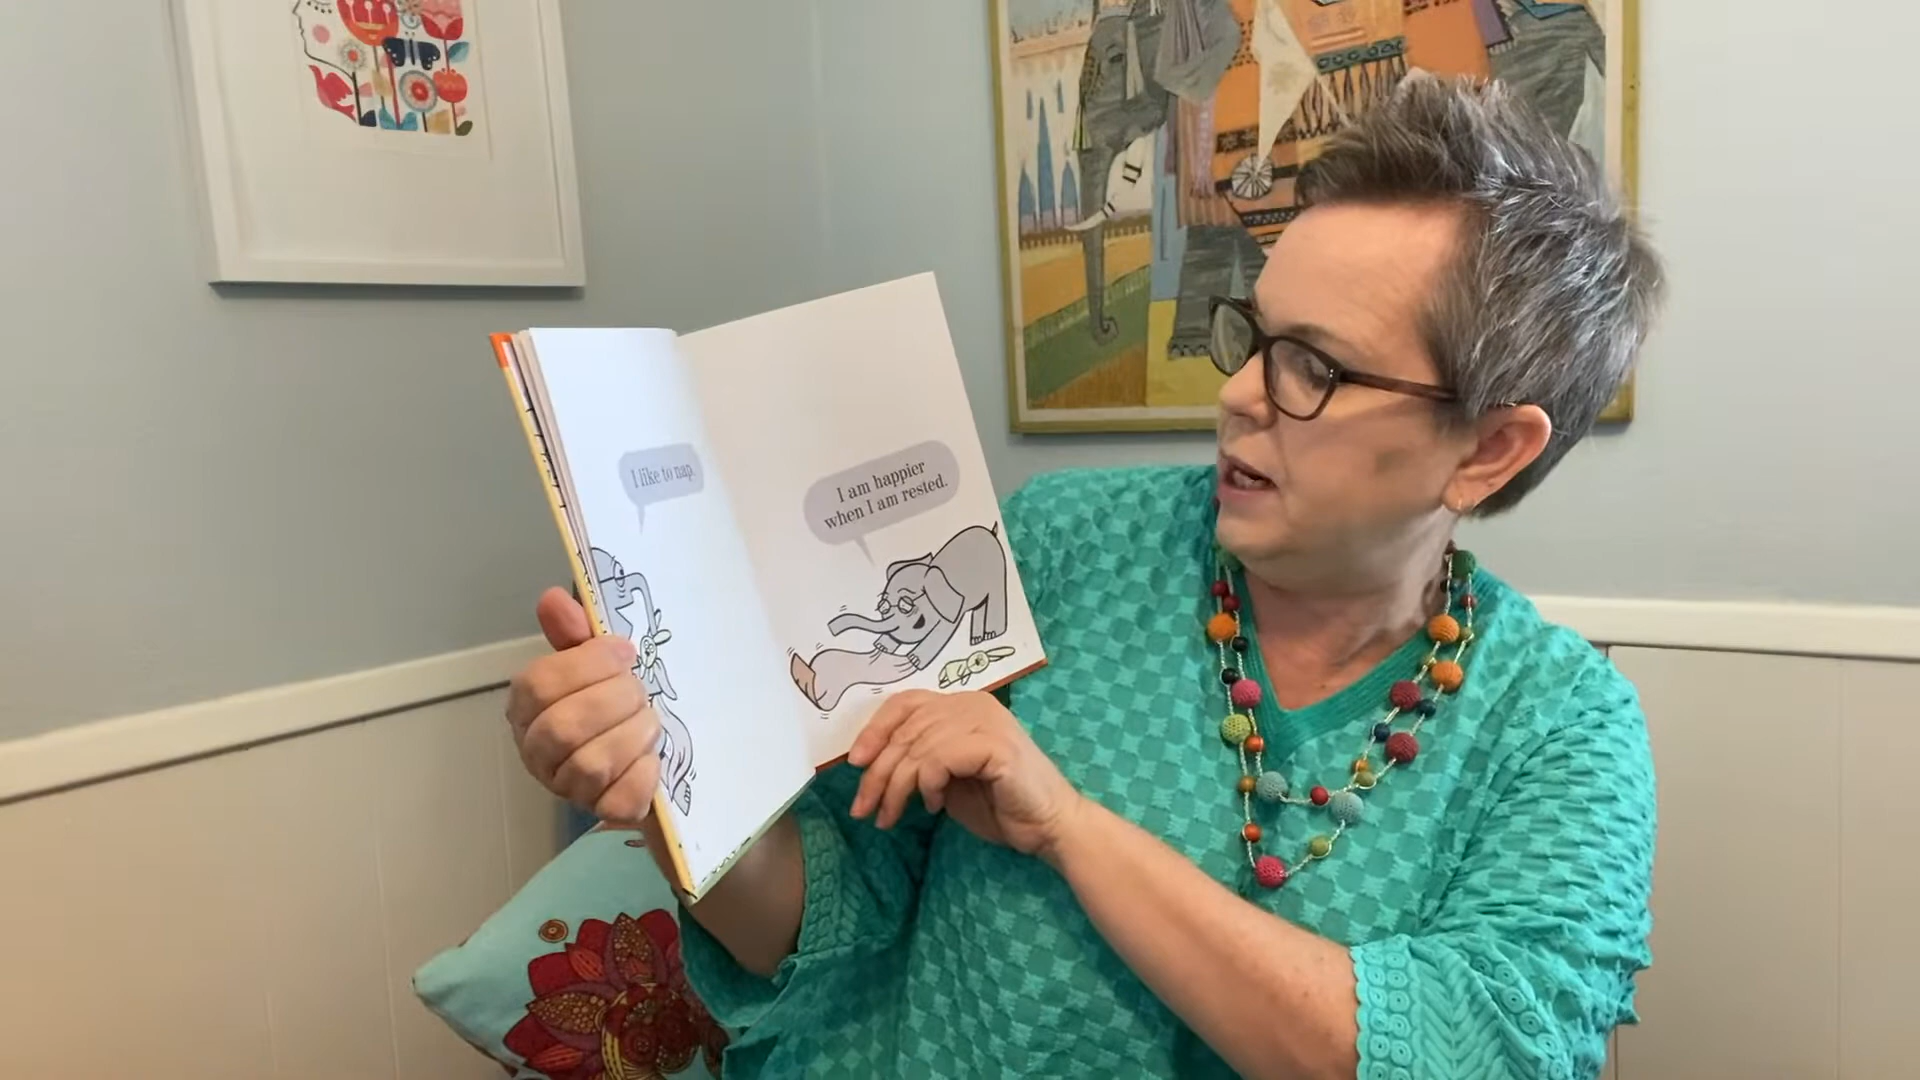 I like to nap.
I am happier
when I am rested.